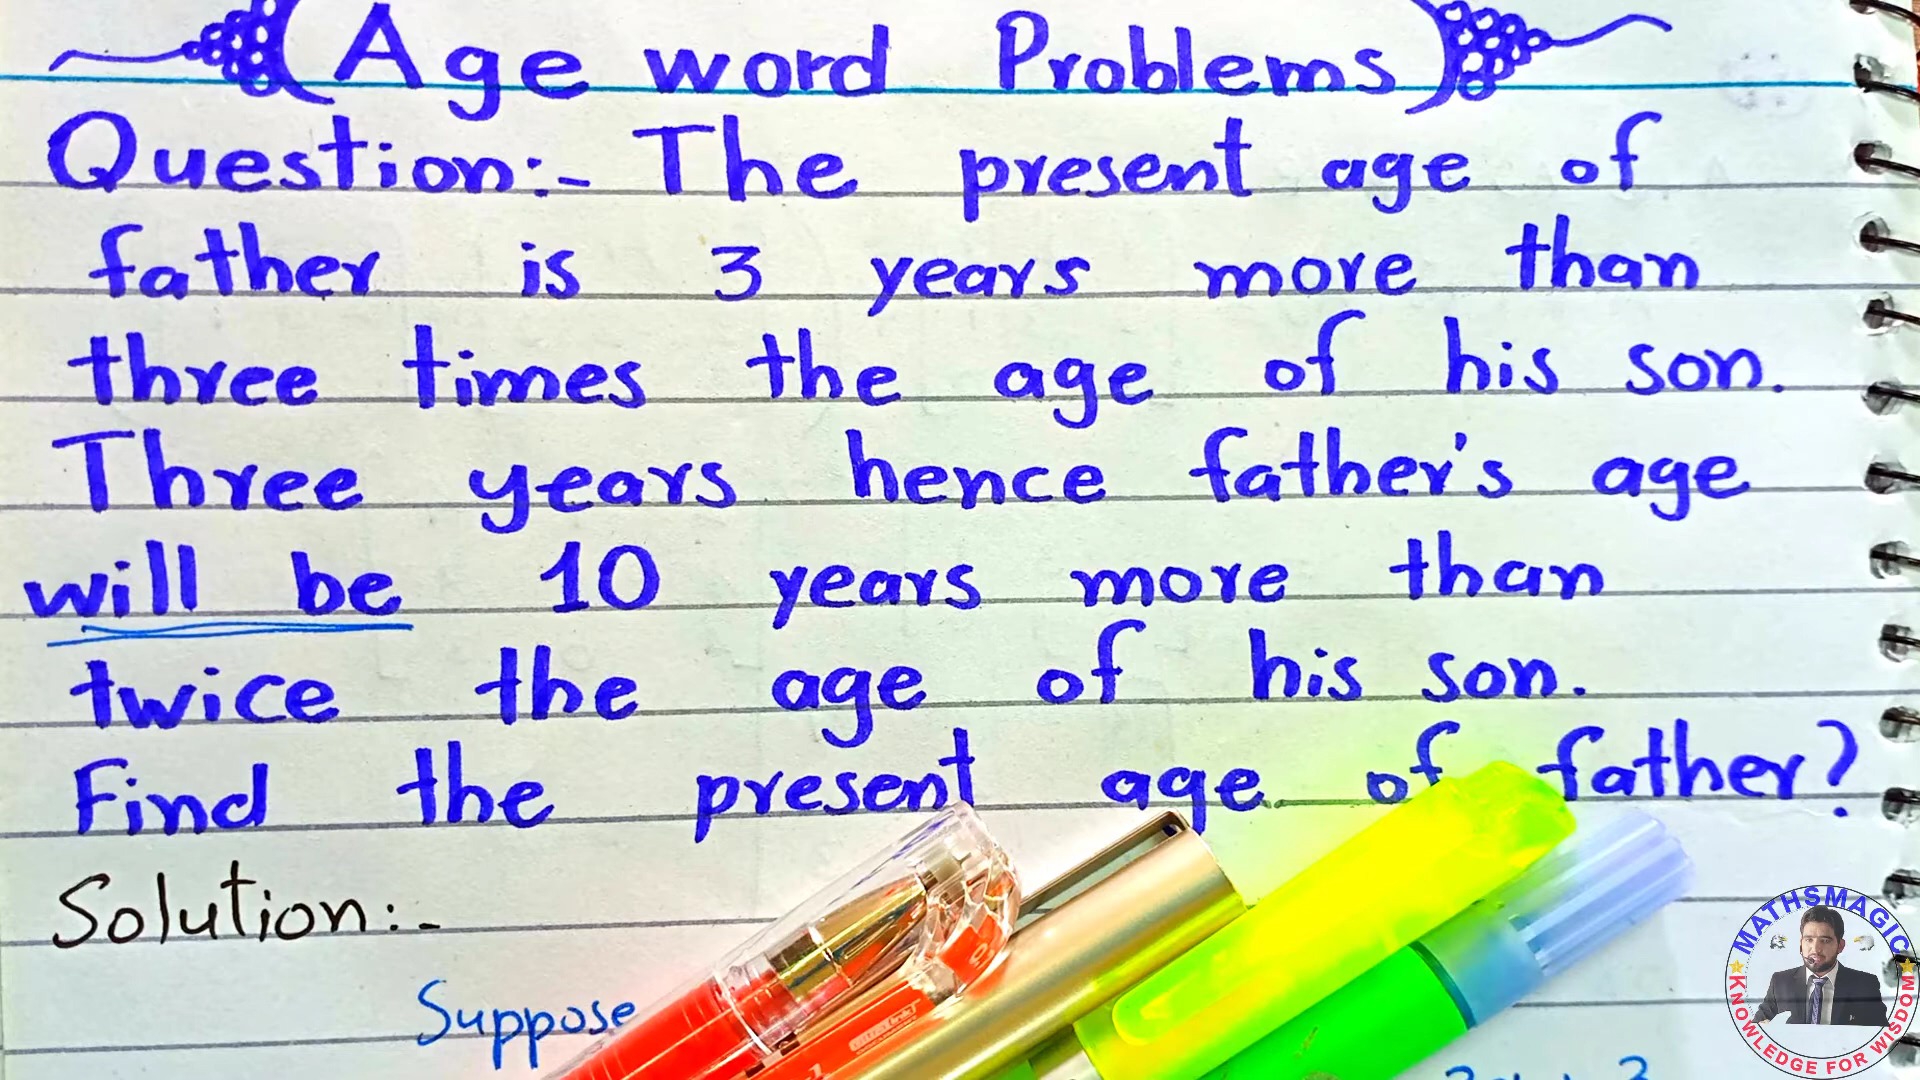 Age word Problems
Question:- The present age of
father is 3 years more than
three times the age of his son.
Three years hence father's age
will be 10 years more than
twice the age of his son.
Find the present age of father?
Solution:-
Suppose
MATHSMAGIC
KNOWLEDGE FOR WISDOM